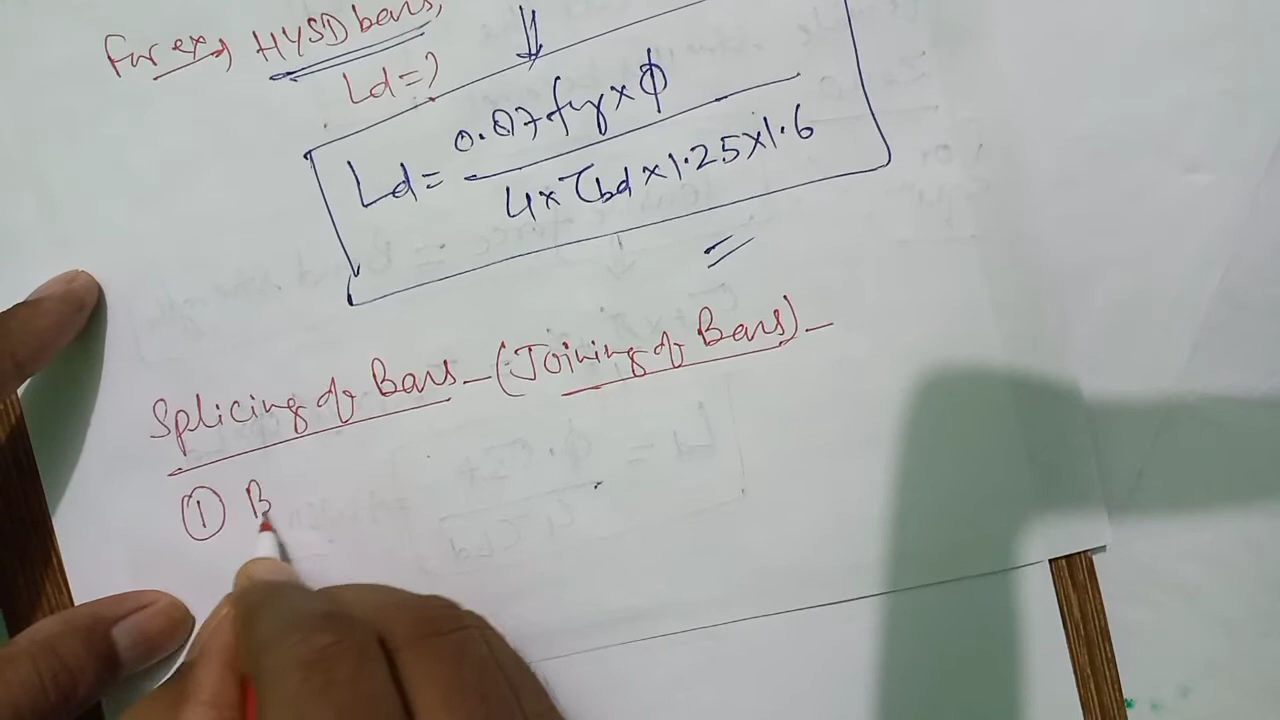 For ex, HYSD bars,
Ld=?
Ld = 0.87 fy × φ
4 × τbd × 1.25 × 1.6
Splicing of Bars - (Joining of Bars) -
① B